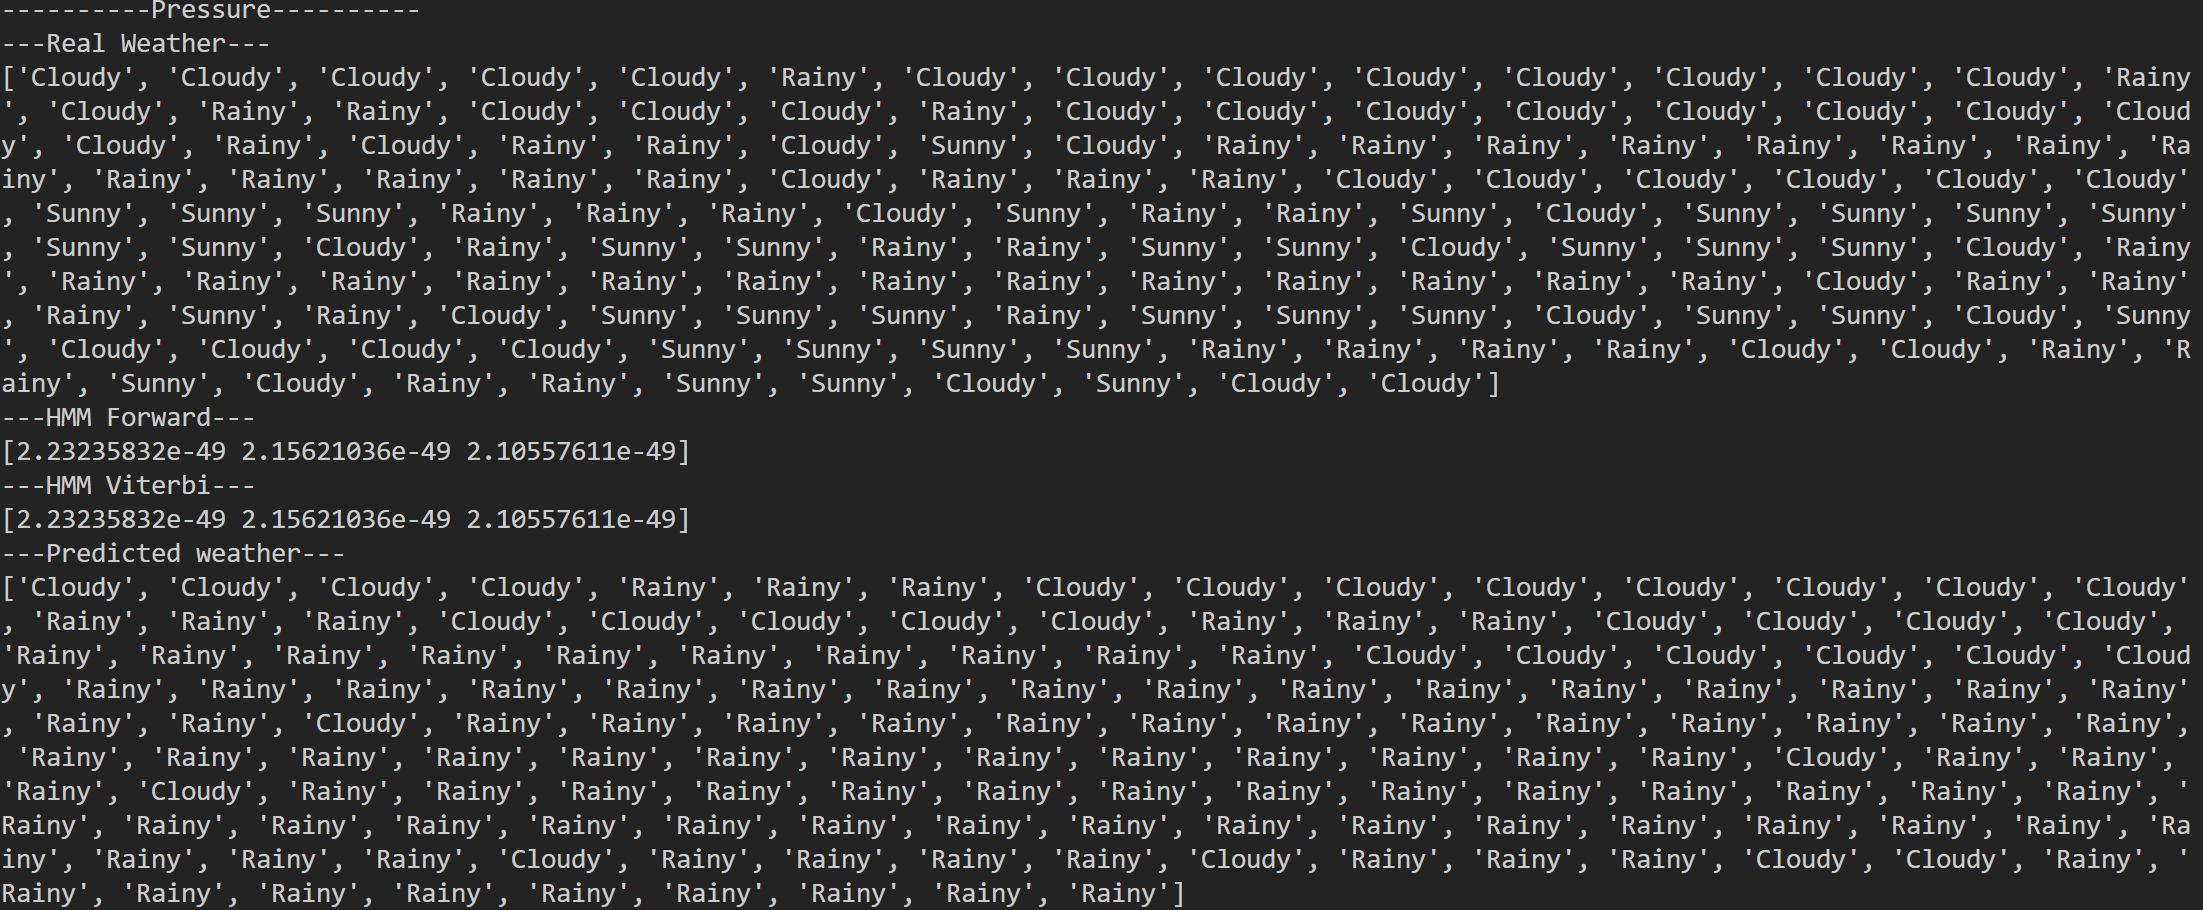 ----------Pressure----------
---Real Weather---
['Cloudy', 'Cloudy', 'Cloudy', 'Cloudy', 'Cloudy', 'Rainy', 'Cloudy', 'Cloudy', 'Cloudy', 'Cloudy', 'Cloudy', 'Cloudy', 'Cloudy', 'Cloudy', 'Rainy
', 'Cloudy', 'Rainy', 'Rainy', 'Cloudy', 'Cloudy', 'Cloudy', 'Rainy', 'Cloudy', 'Cloudy', 'Cloudy', 'Cloudy', 'Cloudy', 'Cloudy', 'Cloudy', 'Cloud
y', 'Cloudy', 'Rainy', 'Cloudy', 'Rainy', 'Rainy', 'Cloudy', 'Sunny', 'Cloudy', 'Rainy', 'Rainy', 'Rainy', 'Rainy', 'Rainy', 'Rainy', 'Rainy', 'Ra
iny', 'Rainy', 'Rainy', 'Rainy', 'Rainy', 'Rainy', 'Cloudy', 'Rainy', 'Rainy', 'Rainy', 'Cloudy', 'Cloudy', 'Cloudy', 'Cloudy', 'Cloudy', 'Cloudy'
, 'Sunny', 'Sunny', 'Sunny', 'Rainy', 'Rainy', 'Rainy', 'Cloudy', 'Sunny', 'Rainy', 'Rainy', 'Sunny', 'Cloudy', 'Sunny', 'Sunny', 'Sunny', 'Sunny'
, 'Sunny', 'Sunny', 'Cloudy', 'Rainy', 'Sunny', 'Sunny', 'Rainy', 'Rainy', 'Sunny', 'Sunny', 'Cloudy', 'Sunny', 'Sunny', 'Sunny', 'Cloudy', 'Rainy
', 'Rainy', 'Rainy', 'Rainy', 'Rainy', 'Rainy', 'Rainy', 'Rainy', 'Rainy', 'Rainy', 'Rainy', 'Rainy', 'Rainy', 'Rainy', 'Cloudy', 'Rainy', 'Rainy'
, 'Rainy', 'Sunny', 'Rainy', 'Cloudy', 'Sunny', 'Sunny', 'Sunny', 'Rainy', 'Sunny', 'Sunny', 'Sunny', 'Cloudy', 'Sunny', 'Sunny', 'Cloudy', 'Sunny
', 'Cloudy', 'Cloudy', 'Cloudy', 'Cloudy', 'Sunny', 'Sunny', 'Sunny', 'Sunny', 'Rainy', 'Rainy', 'Rainy', 'Rainy', 'Cloudy', 'Cloudy', 'Rainy', 'R
ainy', 'Sunny', 'Cloudy', 'Rainy', 'Rainy', 'Sunny', 'Sunny', 'Cloudy', 'Sunny', 'Cloudy', 'Cloudy']
---HMM Forward---
[2.23235832e-49 2.15621036e-49 2.10557611e-49]
---HMM Viterbi---
[2.23235832e-49 2.15621036e-49 2.10557611e-49]
---Predicted weather---
['Cloudy', 'Cloudy', 'Cloudy', 'Cloudy', 'Rainy', 'Rainy', 'Rainy', 'Cloudy', 'Cloudy', 'Cloudy', 'Cloudy', 'Cloudy', 'Cloudy', 'Cloudy', 'Cloudy'
, 'Rainy', 'Rainy', 'Rainy', 'Cloudy', 'Cloudy', 'Cloudy', 'Cloudy', 'Cloudy', 'Rainy', 'Rainy', 'Rainy', 'Cloudy', 'Cloudy', 'Cloudy', 'Cloudy',
'Rainy', 'Rainy', 'Rainy', 'Rainy', 'Rainy', 'Rainy', 'Rainy', 'Rainy', 'Rainy', 'Rainy', 'Cloudy', 'Cloudy', 'Cloudy', 'Cloudy', 'Cloudy', 'Cloud
y', 'Rainy', 'Rainy', 'Rainy', 'Rainy', 'Rainy', 'Rainy', 'Rainy', 'Rainy', 'Rainy', 'Rainy', 'Rainy', 'Rainy', 'Rainy', 'Rainy', 'Rainy', 'Rainy'
, 'Rainy', 'Rainy', 'Cloudy', 'Rainy', 'Rainy', 'Rainy', 'Rainy', 'Rainy', 'Rainy', 'Rainy', 'Rainy', 'Rainy', 'Rainy', 'Rainy', 'Rainy', 'Rainy',
'Rainy', 'Rainy', 'Rainy', 'Rainy', 'Rainy', 'Rainy', 'Rainy', 'Rainy', 'Rainy', 'Rainy', 'Rainy', 'Rainy', 'Rainy', 'Cloudy', 'Rainy', 'Rainy',
'Rainy', 'Cloudy', 'Rainy', 'Rainy', 'Rainy', 'Rainy', 'Rainy', 'Rainy', 'Rainy', 'Rainy', 'Rainy', 'Rainy', 'Rainy', 'Rainy', 'Rainy', 'Rainy', '
Rainy', 'Rainy', 'Rainy', 'Rainy', 'Rainy', 'Rainy', 'Rainy', 'Rainy', 'Rainy', 'Rainy', 'Rainy', 'Rainy', 'Rainy', 'Rainy', 'Rainy', 'Rainy', 'Ra
iny', 'Rainy', 'Rainy', 'Rainy', 'Cloudy', 'Rainy', 'Rainy', 'Rainy', 'Rainy', 'Cloudy', 'Rainy', 'Rainy', 'Rainy', 'Cloudy', 'Cloudy', 'Rainy', '
Rainy', 'Rainy', 'Rainy', 'Rainy', 'Rainy', 'Rainy', 'Rainy', 'Rainy', 'Rainy']